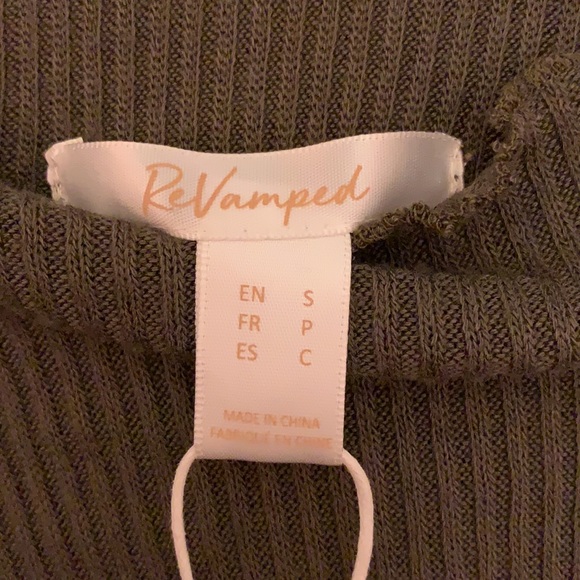 ReVamped
EN S
FR P
ES C
MADE IN CHINA
FABRIQUÉ EN CHINE